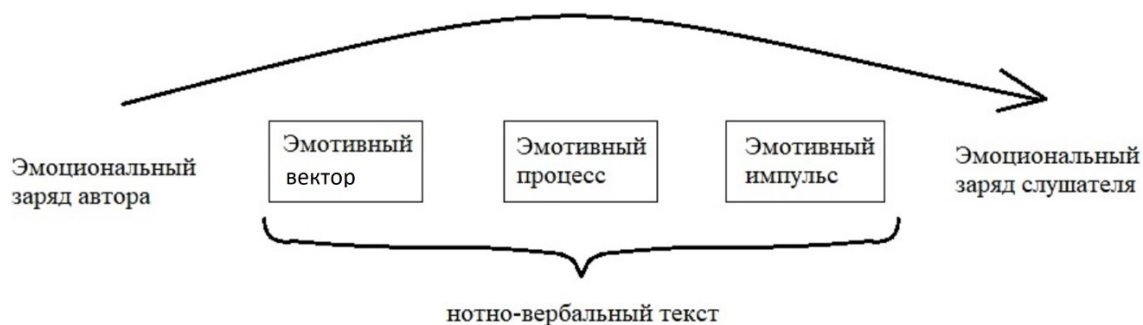 Эмоциональный
заряд автора
Эмотивный
вектор
Эмотивный
процесс
Эмотивный
импульс
Эмоциональный
заряд слушателя
нотно-вербальный текст